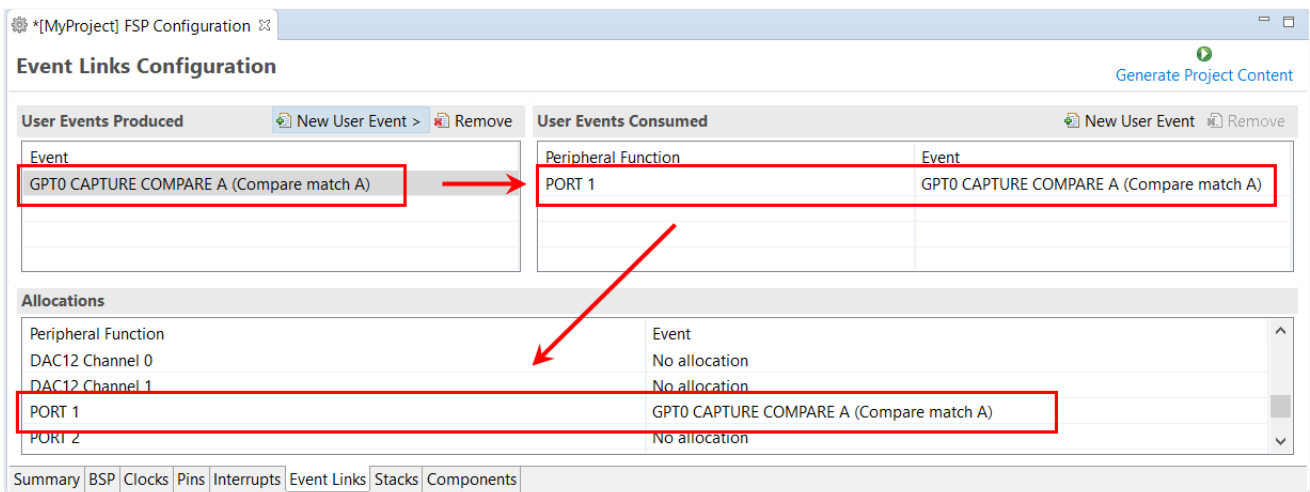 *[MyProject] FSP Configuration
Event Links Configuration
Generate Project Content
User Events Produced New User Event > Remove
User Events Consumed New User Event Remove
Event
GPT0 CAPTURE COMPARE A (Compare match A)
Peripheral Function Event
PORT 1 GPT0 CAPTURE COMPARE A (Compare match A)
Allocations
Peripheral Function Event
DAC12 Channel 0 No allocation
DAC12 Channel 1 No allocation
PORT 1 GPT0 CAPTURE COMPARE A (Compare match A)
PORT 2 No allocation
Summary BSP Clocks Pins Interrupts Event Links Stacks Components